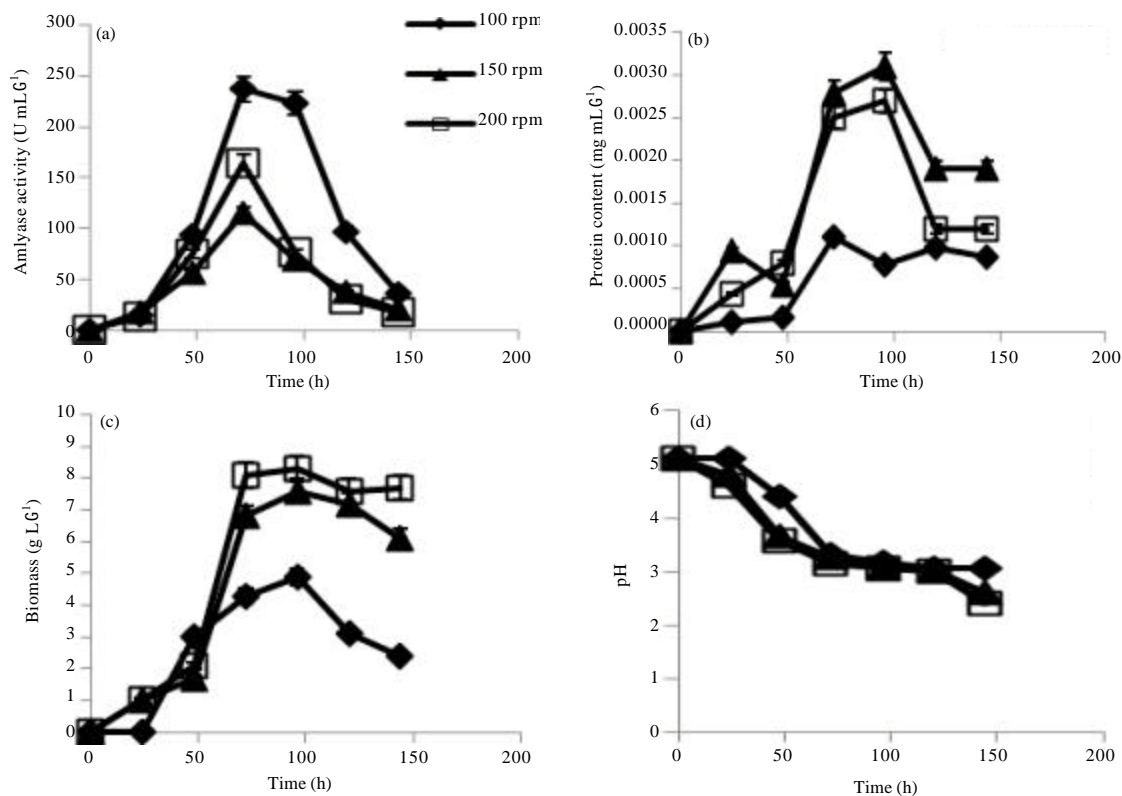 (a)
Amlyase activity (U mLG¹)
300
250
200
150
100
50
0
0 50 100 150 200
Time (h)
100 rpm
150 rpm
200 rpm
(b)
Protein content (mg mLG¹)
0.0035
0.0030
0.0025
0.0020
0.0015
0.0010
0.0005
0.0000
0 50 100 150 200
Time (h)
(c)
Biomass (g LG¹)
10
9
8
7
6
5
4
3
2
1
0
0 50 100 150 200
Time (h)
(d)
pH
6
5
4
3
2
1
0
0 50 100 150 200
Time (h)